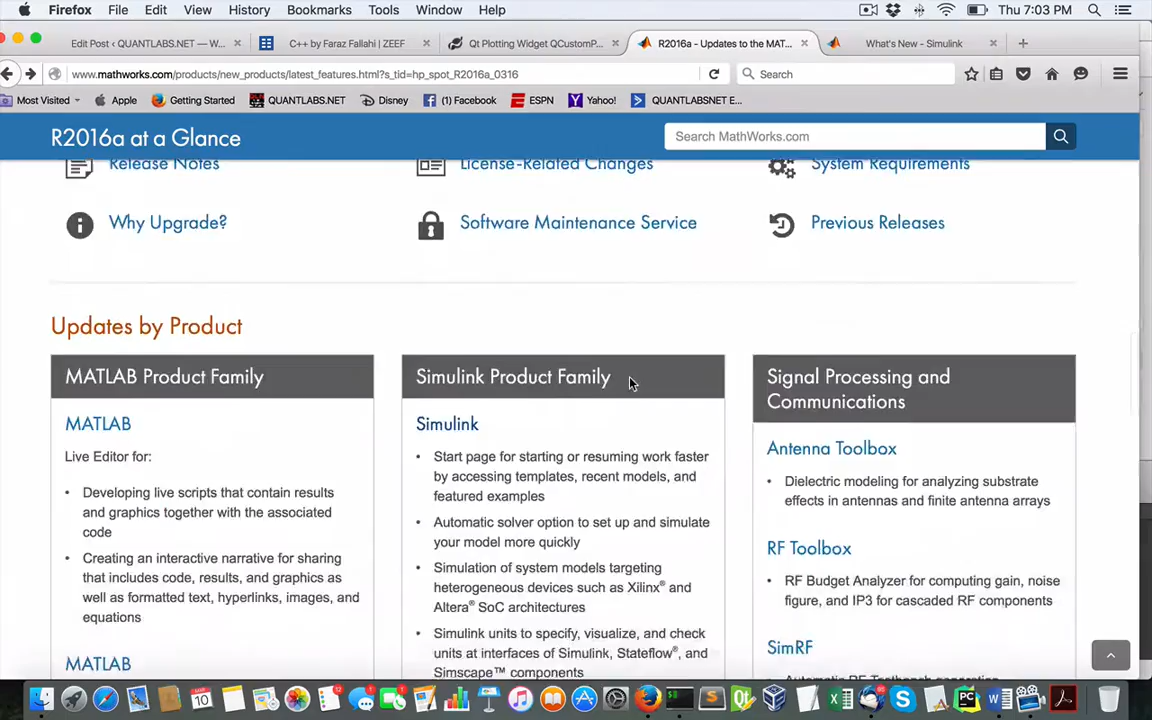 Firefox File Edit View History Bookmarks Tools Window Help Thu 7:03 PM
Edit Post ‹ QUANTLABS.NET — W... × C++ by Faraz Fallahi | ZEEF × Qt Plotting Widget QCustomP... × R2016a - Updates to the MAT... × What's New - Simulink × +
www.mathworks.com/products/new_products/latest_features.html?s_tid=hp_spot_R2016a_0316 Search
Most Visited Apple Getting Started QUANTLABS.NET Disney (1) Facebook ESPN Yahoo! QUANTLABSNET E...
R2016a at a Glance Search MathWorks.com
Release Notes License-Related Changes System Requirements
Why Upgrade? Software Maintenance Service Previous Releases
Updates by Product
MATLAB Product Family
MATLAB
Live Editor for:
• Developing live scripts that contain results
and graphics together with the associated
code
• Creating an interactive narrative for sharing
that includes code, results, and graphics as
well as formatted text, hyperlinks, images, and
equations
MATLAB
Simulink Product Family
Simulink
• Start page for starting or resuming work faster
by accessing templates, recent models, and
featured examples
• Automatic solver option to set up and simulate
your model more quickly
• Simulation of system models targeting
heterogeneous devices such as Xilinx® and
Altera® SoC architectures
• Simulink units to specify, visualize, and check
units at interfaces of Simulink, Stateflow®, and
Simscape™ components
Signal Processing and
Communications
Antenna Toolbox
• Dielectric modeling for analyzing substrate
effects in antennas and finite antenna arrays
RF Toolbox
• RF Budget Analyzer for computing gain, noise
figure, and IP3 for cascaded RF components
SimRF
• Automatic RF Testbench generation